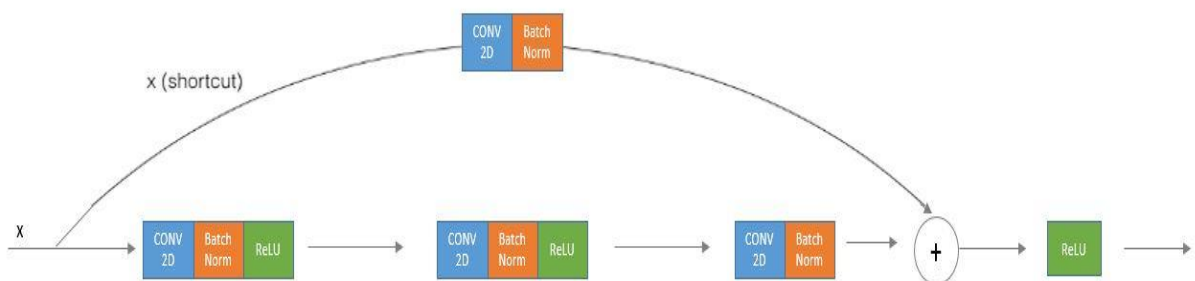 CONV Batch
2D Norm
x (shortcut)
x
CONV Batch ReLU
2D Norm
CONV Batch ReLU
2D Norm
CONV Batch
2D Norm
+
ReLU